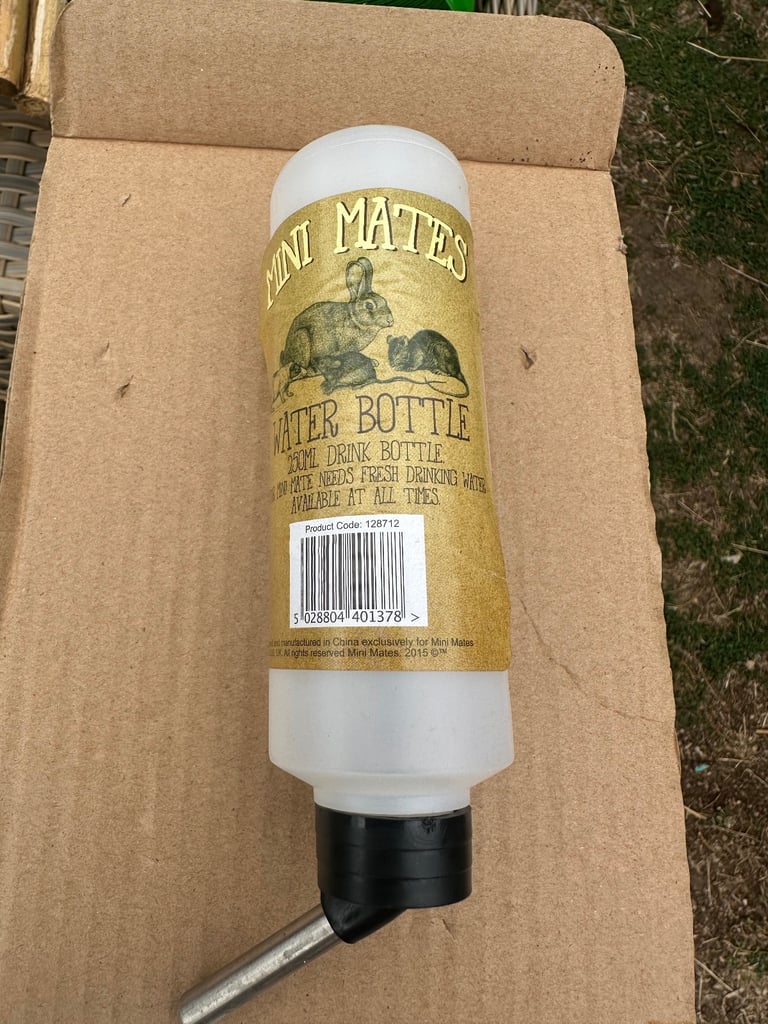 MINI MATES
WATER BOTTLE
250ML DRINK BOTTLE.
MINI MATE NEEDS FRESH DRINKING WATER
AVAILABLE AT ALL TIMES.
Product Code: 128712
5 028804 401378 >
and manufactured in China exclusively for Mini Mates
UK. All rights reserved Mini Mates. 2015 ©™